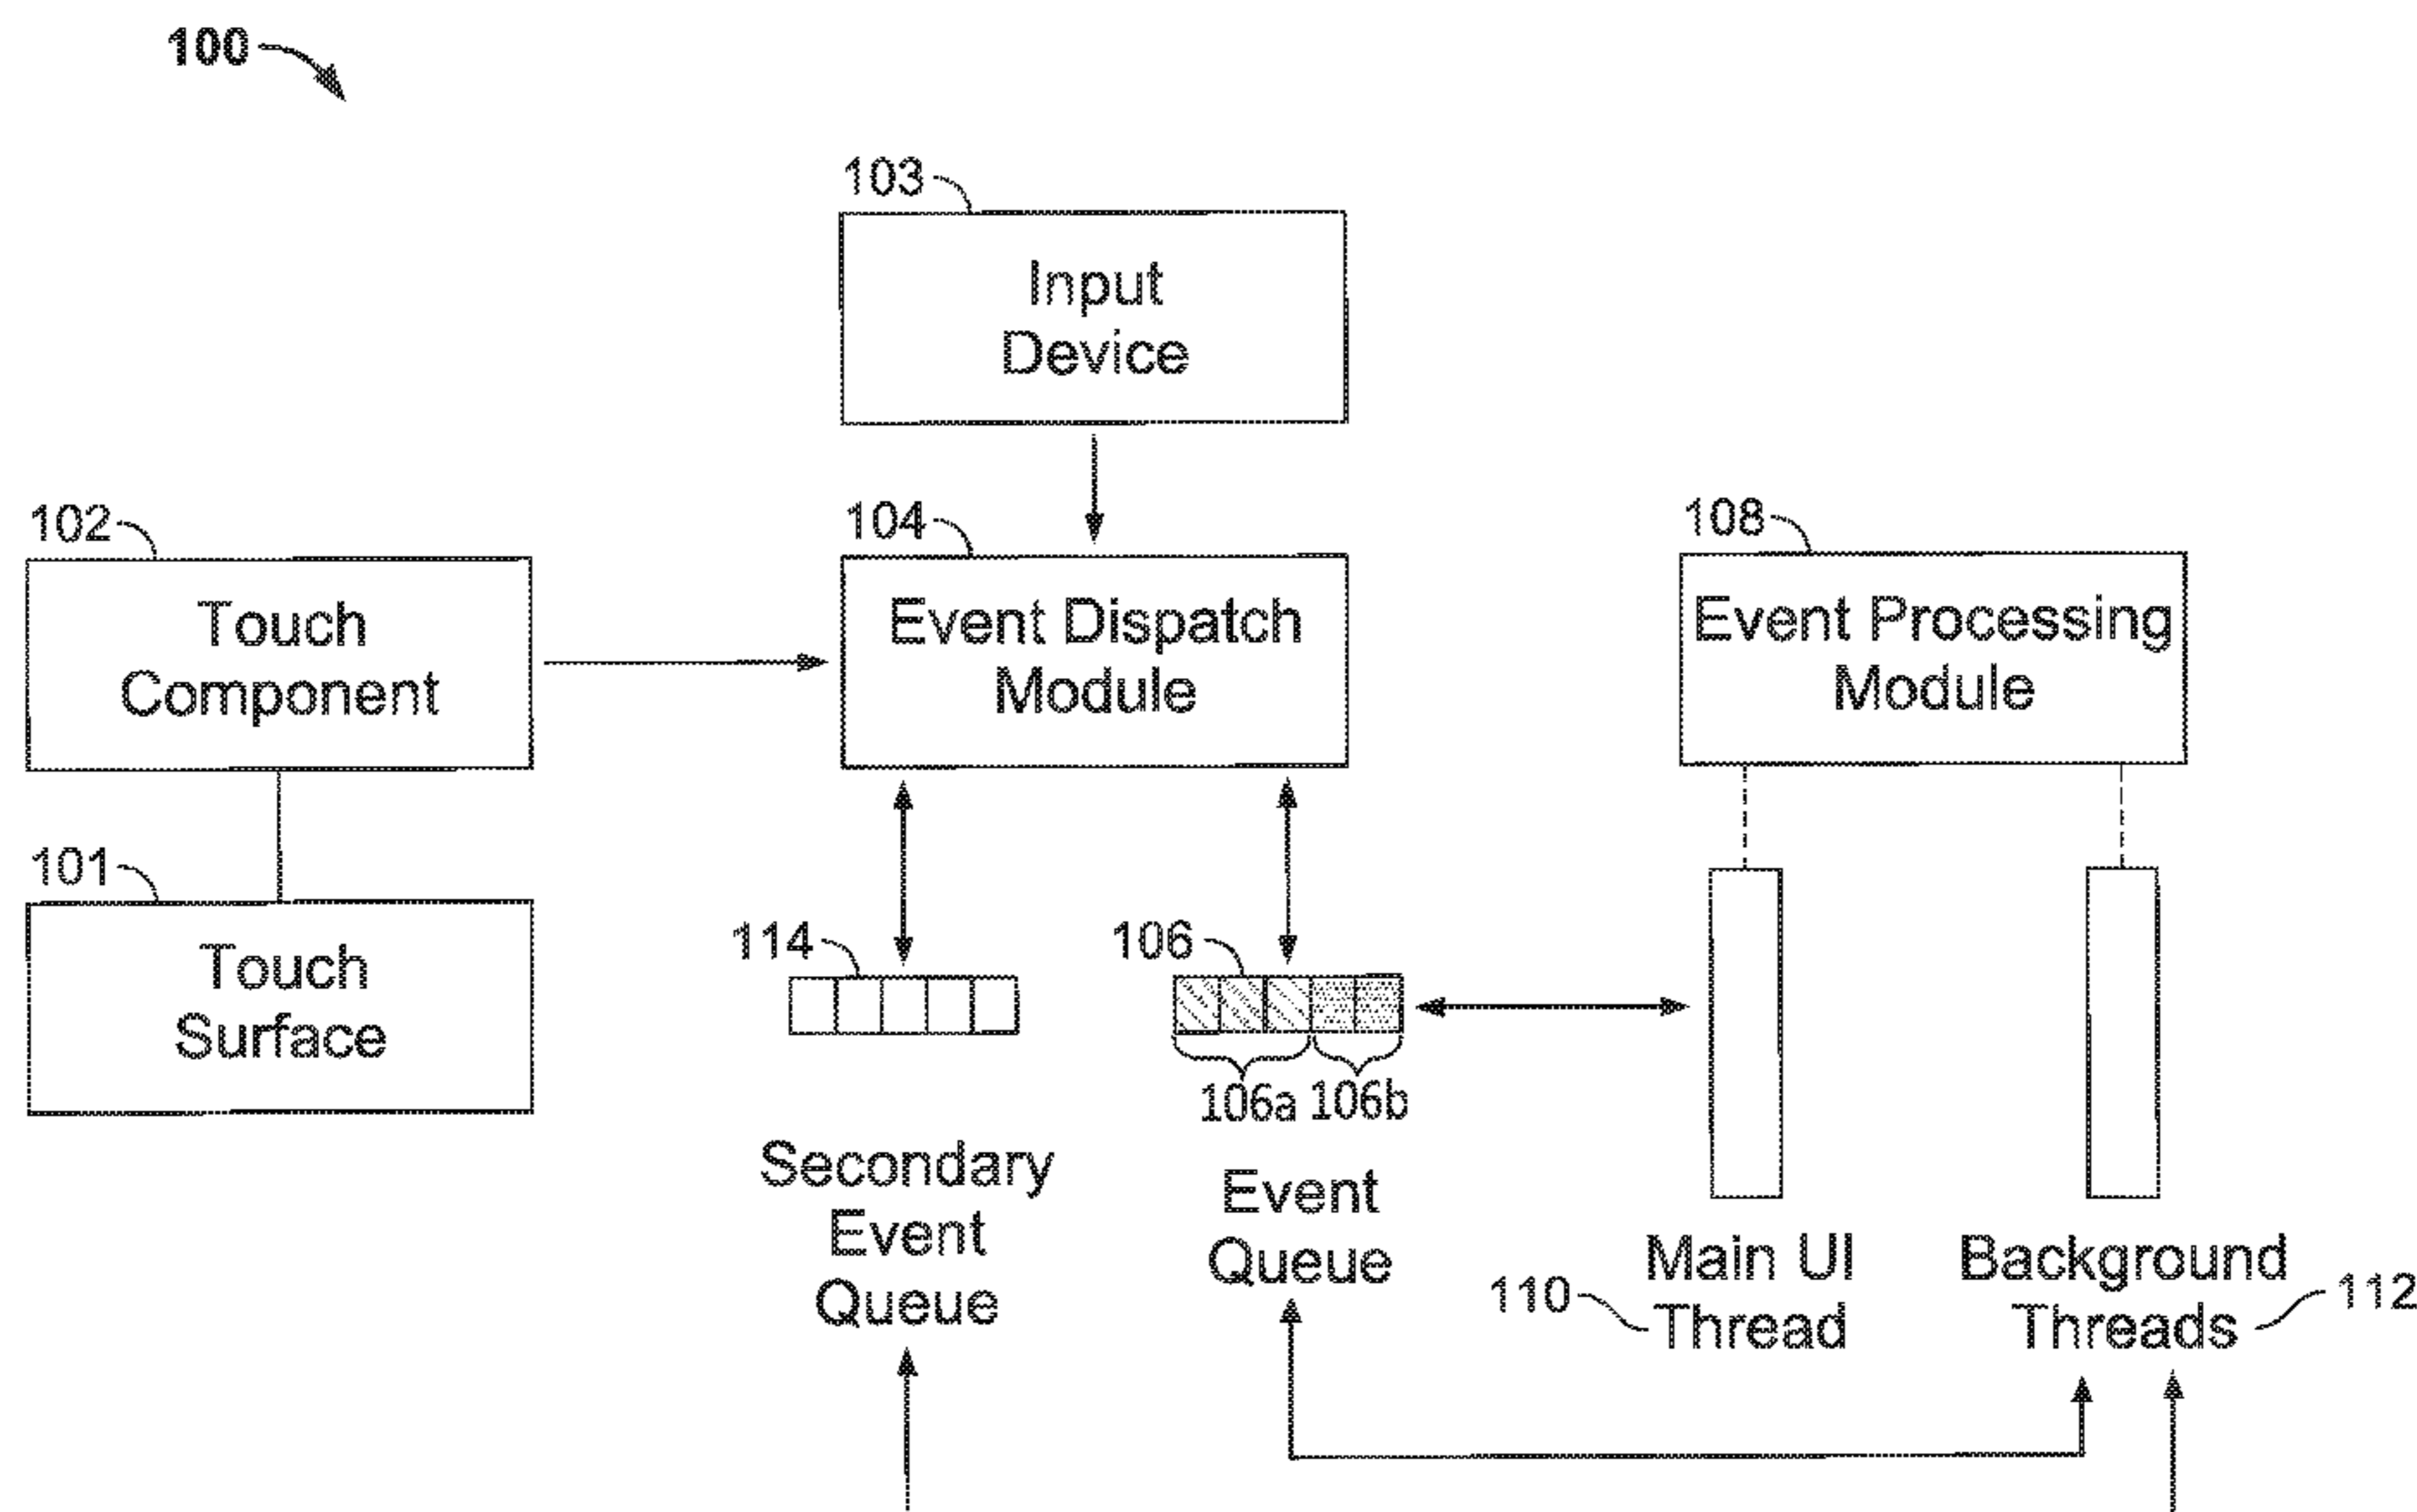 100
103
Input
Device
102
Touch
Component
104
Event Dispatch
Module
108
Event Processing
Module
101
Touch
Surface
114
106
106a 106b
Secondary
Event
Queue
Event
Queue
110
Main UI
Thread
Background
Threads
112